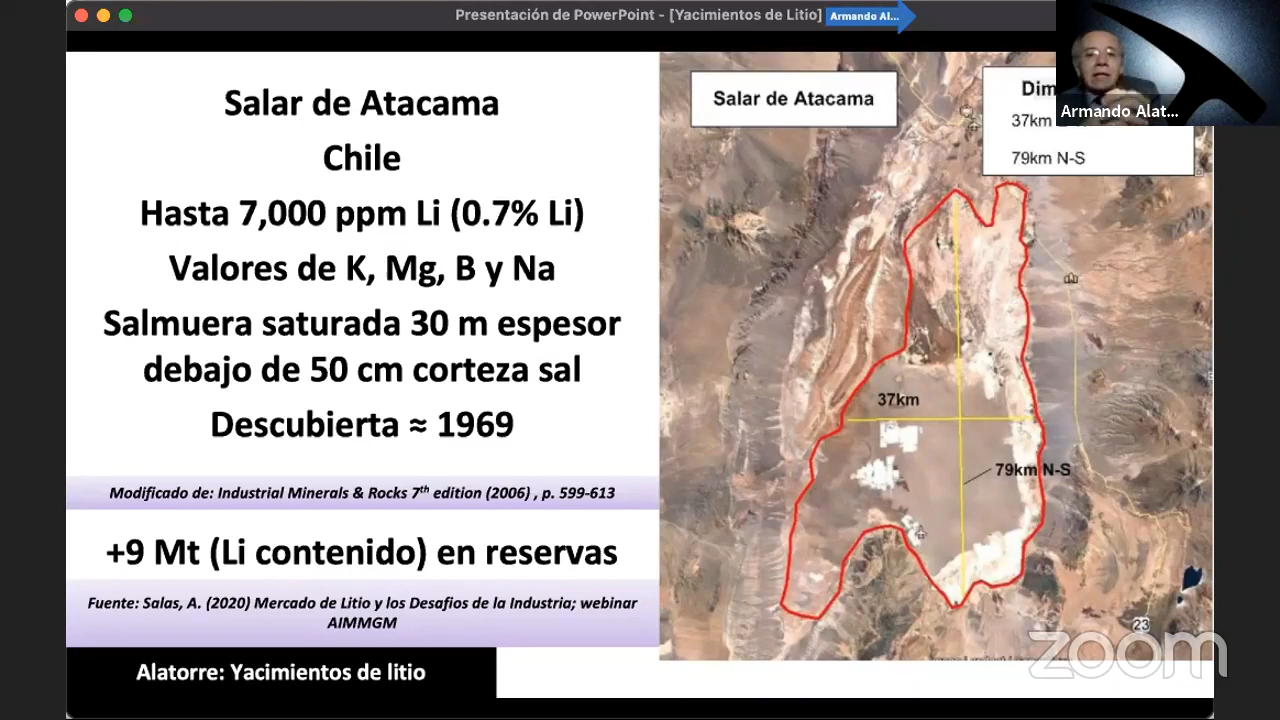 Presentación de PowerPoint - [Yacimientos de Litio]
Armando Al...
Salar de Atacama
Chile
Hasta 7,000 ppm Li (0.7% Li)
Valores de K, Mg, B y Na
Salmuera saturada 30 m espesor
debajo de 50 cm corteza sal
Descubierta ≈ 1969
Modificado de: Industrial Minerals & Rocks 7th edition (2006) , p. 599-613
+9 Mt (Li contenido) en reservas
Fuente: Salas, A. (2020) Mercado de Litio y los Desafios de la Industria; webinar
AIMMGM
Alatorre: Yacimientos de litio
Salar de Atacama
37km
79km N-S
37km
79km N-S
23
Armando Alat...
zoom